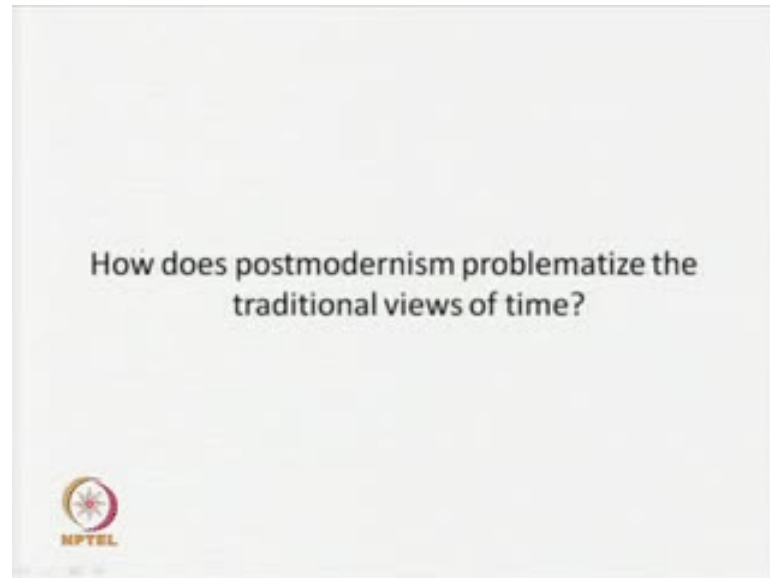 How does postmodernism problematize the
traditional views of time?
NPTEL